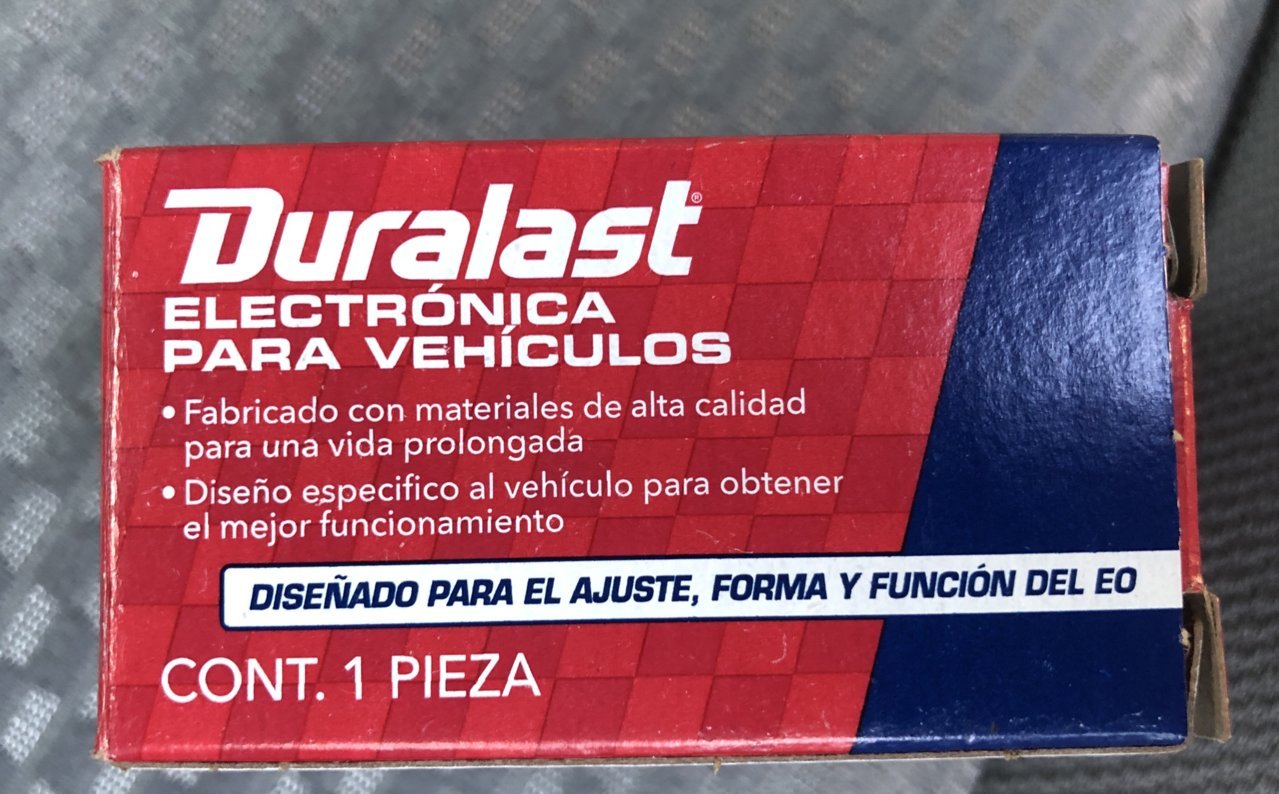 Duralast®
ELECTRÓNICA
PARA VEHÍCULOS
• Fabricado con materiales de alta calidad
para una vida prolongada
• Diseño especifico al vehículo para obtener
el mejor funcionamiento
DISEÑADO PARA EL AJUSTE, FORMA Y FUNCIÓN DEL EO
CONT. 1 PIEZA